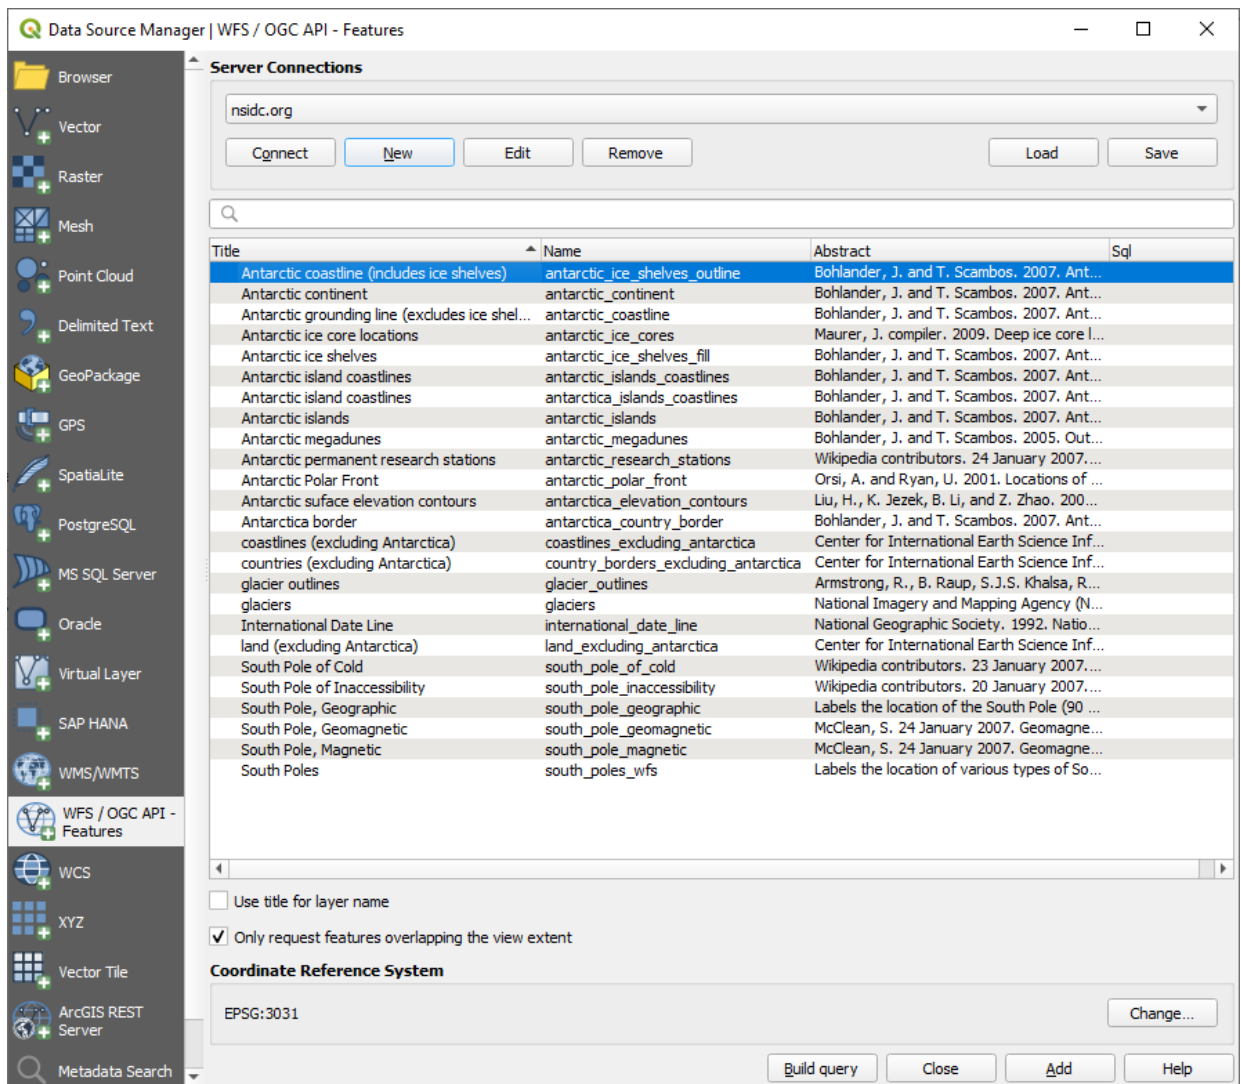 Data Source Manager | WFS / OGC API - Features
Browser
Vector
Raster
Mesh
Point Cloud
Delimited Text
GeoPackage
GPS
SpatiaLite
PostgreSQL
MS SQL Server
Oracle
Virtual Layer
SAP HANA
WMS/WMTS
WFS / OGC API -
Features
WCS
XYZ
Vector Tile
ArcGIS REST
Server
Metadata Search
Server Connections
nsidc.org
Connect New Edit Remove Load Save
Title Name Abstract Sql
Antarctic coastline (includes ice shelves) antarctic_ice_shelves_outline Bohlander, J. and T. Scambos. 2007. Ant...
Antarctic continent antarctic_continent Bohlander, J. and T. Scambos. 2007. Ant...
Antarctic grounding line (excludes ice shel... antarctic_coastline Bohlander, J. and T. Scambos. 2007. Ant...
Antarctic ice core locations antarctic_ice_cores Maurer, J. compiler. 2009. Deep ice core l...
Antarctic ice shelves antarctic_ice_shelves_fill Bohlander, J. and T. Scambos. 2007. Ant...
Antarctic island coastlines antarctic_islands_coastlines Bohlander, J. and T. Scambos. 2007. Ant...
Antarctic island coastlines antarctica_islands_coastlines Bohlander, J. and T. Scambos. 2007. Ant...
Antarctic islands antarctic_islands Bohlander, J. and T. Scambos. 2007. Ant...
Antarctic megadunes antarctic_megadunes Bohlander, J. and T. Scambos. 2005. Out...
Antarctic permanent research stations antarctic_research_stations Wikipedia contributors. 24 January 2007....
Antarctic Polar Front antarctic_polar_front Orsi, A. and Ryan, U. 2001. Locations of ...
Antarctic suface elevation contours antarctica_elevation_contours Liu, H., K. Jezek, B. Li, and Z. Zhao. 200...
Antarctica border antarctica_country_border Bohlander, J. and T. Scambos. 2007. Ant...
coastlines (excluding Antarctica) coastlines_excluding_antarctica Center for International Earth Science Inf...
countries (excluding Antarctica) country_borders_excluding_antarctica Center for International Earth Science Inf...
glacier outlines glacier_outlines Armstrong, R., B. Raup, S.J.S. Khalsa, R...
glaciers glaciers National Imagery and Mapping Agency (N...
International Date Line international_date_line National Geographic Society. 1992. Natio...
land (excluding Antarctica) land_excluding_antarctica Center for International Earth Science Inf...
South Pole of Cold south_pole_of_cold Wikipedia contributors. 23 January 2007....
South Pole of Inaccessibility south_pole_inaccessibility Wikipedia contributors. 20 January 2007....
South Pole, Geographic south_pole_geographic Labels the location of the South Pole (90 ...
South Pole, Geomagnetic south_pole_geomagnetic McClean, S. 24 January 2007. Geomagne...
South Pole, Magnetic south_pole_magnetic McClean, S. 24 January 2007. Geomagne...
South Poles south_poles_wfs Labels the location of various types of So...
Use title for layer name
Only request features overlapping the view extent
Coordinate Reference System
EPSG:3031 Change...
Build query Close Add Help